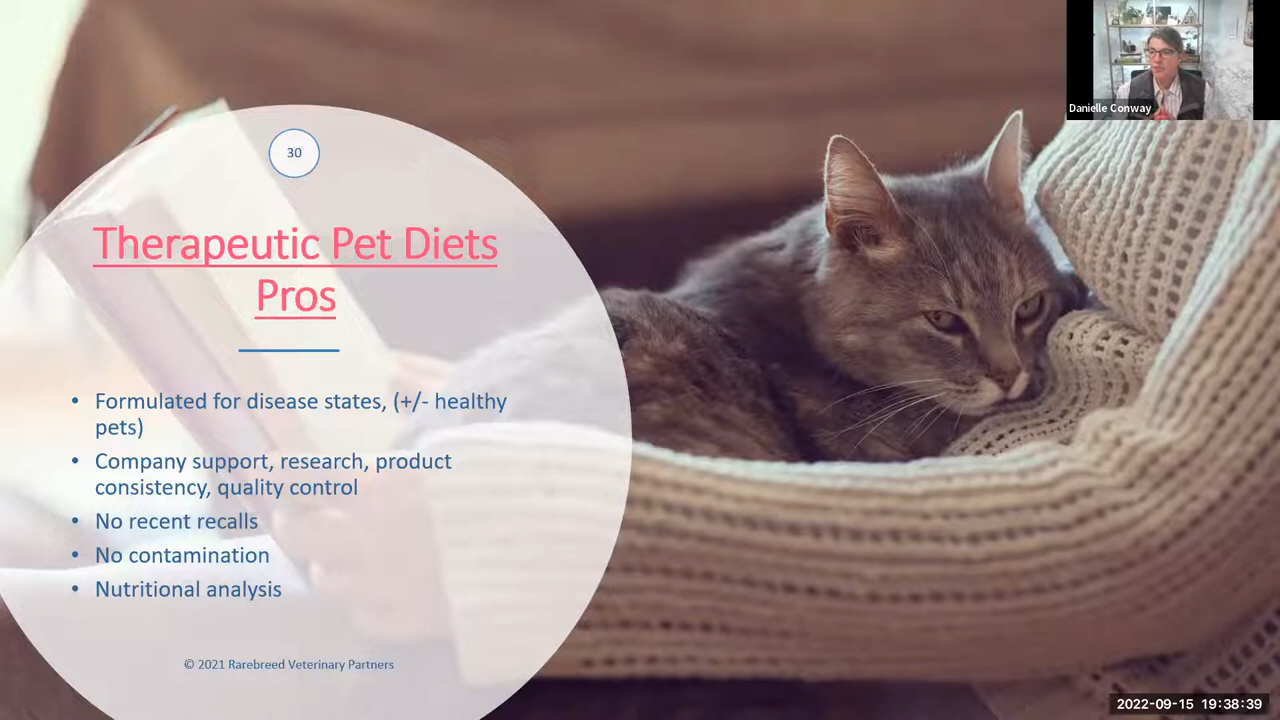 Danielle Conway
30
Therapeutic Pet Diets
Pros
• Formulated for disease states, (+/- healthy
pets)
• Company support, research, product
consistency, quality control
• No recent recalls
• No contamination
• Nutritional analysis
© 2021 Rarebreed Veterinary Partners
2022-09-15 19:38:39